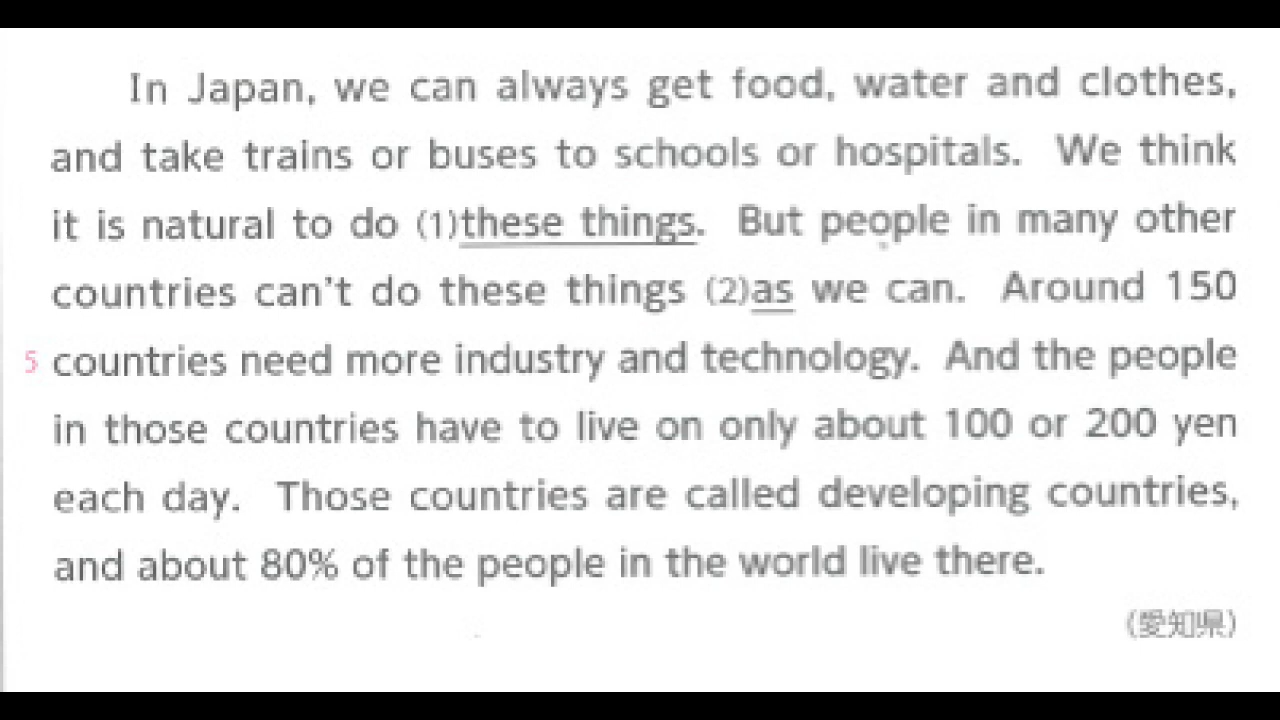 In Japan, we can always get food, water and clothes,
and take trains or buses to schools or hospitals. We think
it is natural to do (1)these things. But people in many other
countries can't do these things (2)as we can. Around 150
5 countries need more industry and technology. And the people
in those countries have to live on only about 100 or 200 yen
each day. Those countries are called developing countries,
and about 80% of the people in the world live there.
(愛知県)